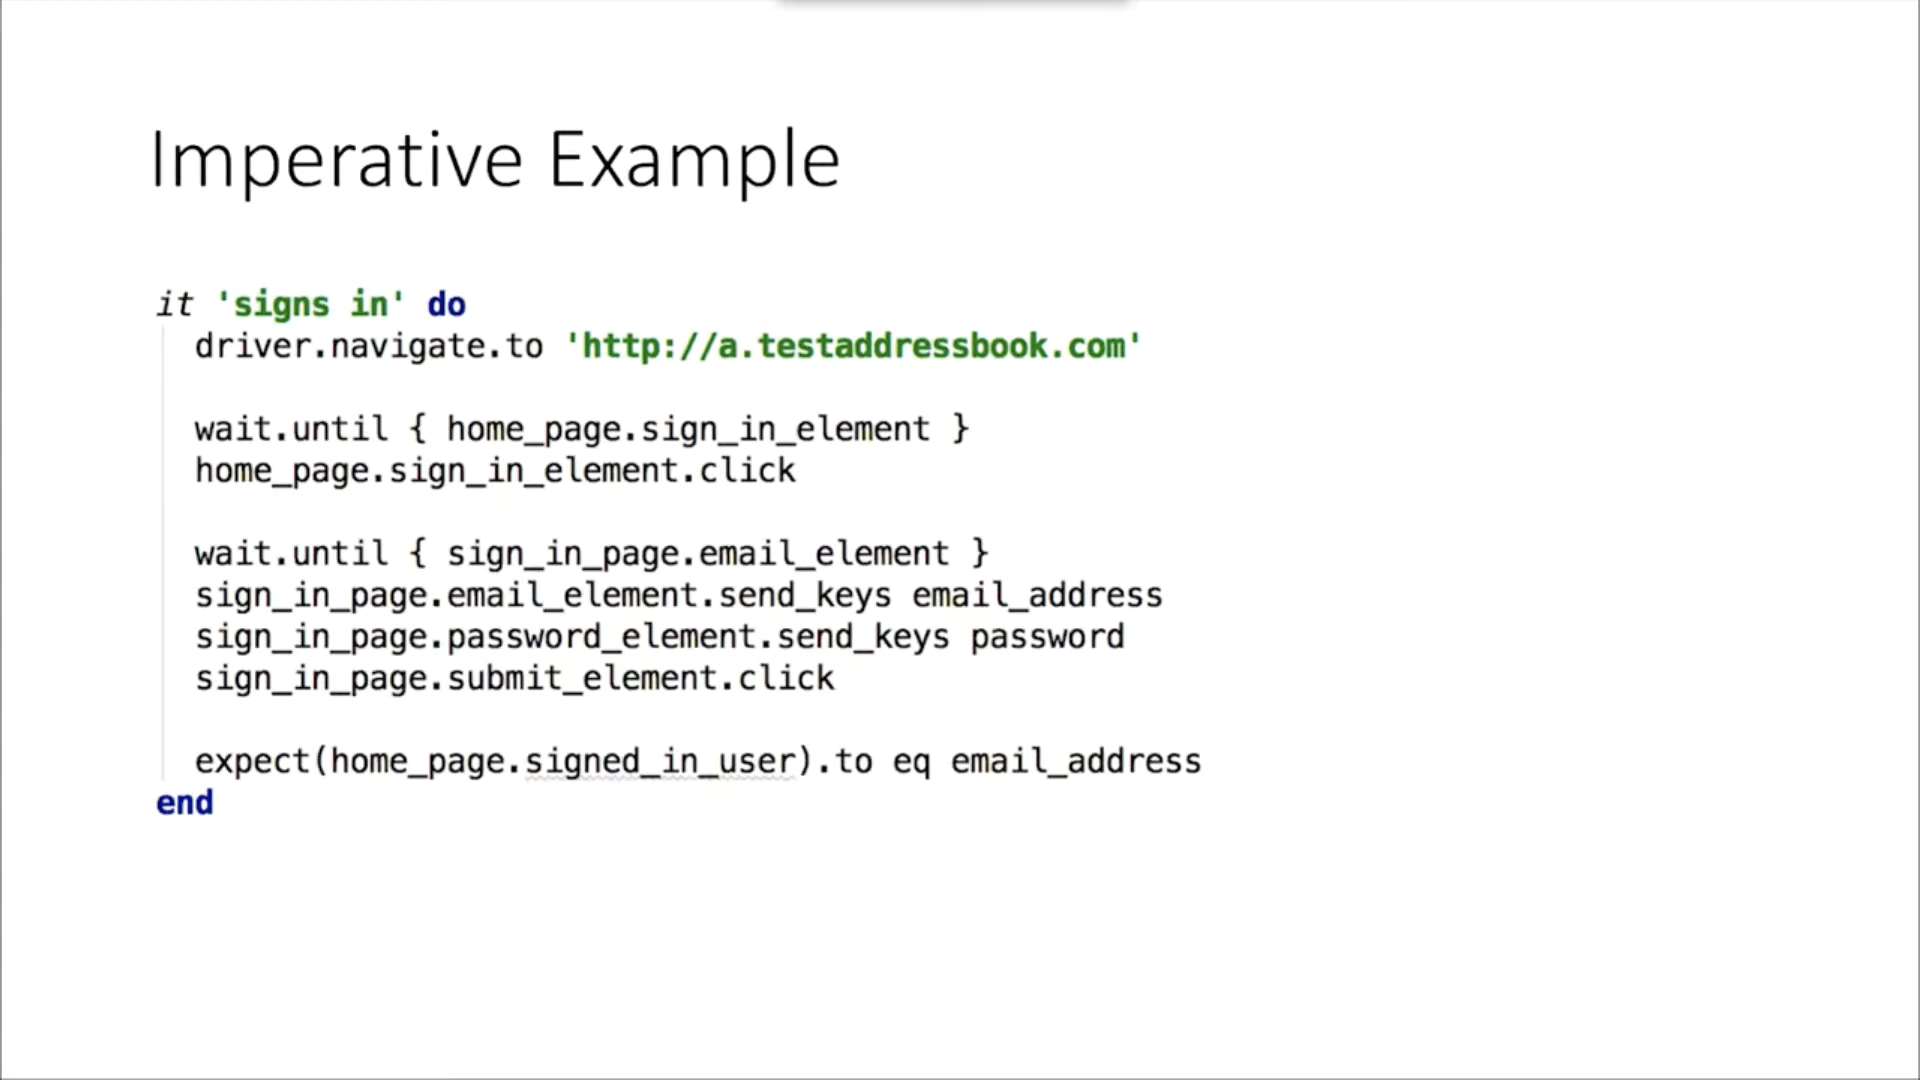 Imperative Example
it 'signs in' do
driver.navigate.to 'http://a.testaddressbook.com'
wait.until { home_page.sign_in_element }
home_page.sign_in_element.click
wait.until { sign_in_page.email_element }
sign_in_page.email_element.send_keys email_address
sign_in_page.password_element.send_keys password
sign_in_page.submit_element.click
expect(home_page.signed_in_user).to eq email_address
end